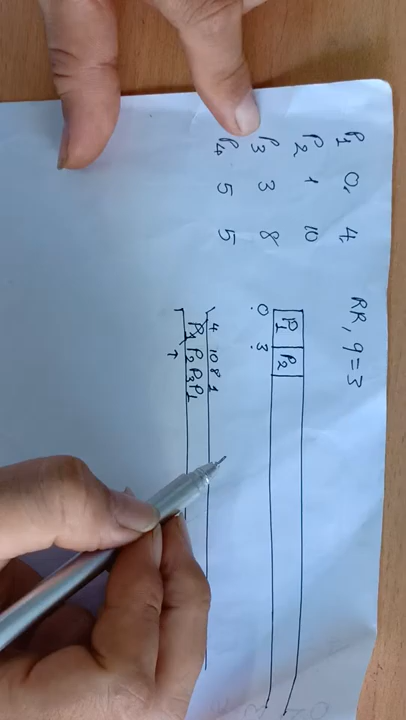 P1 0, 4 RR, q=3
P2 1 10
P3 3 8
P4 5 5
P1 P2
0 3
4 10 8 1
P1 P2 P3 P1
↑